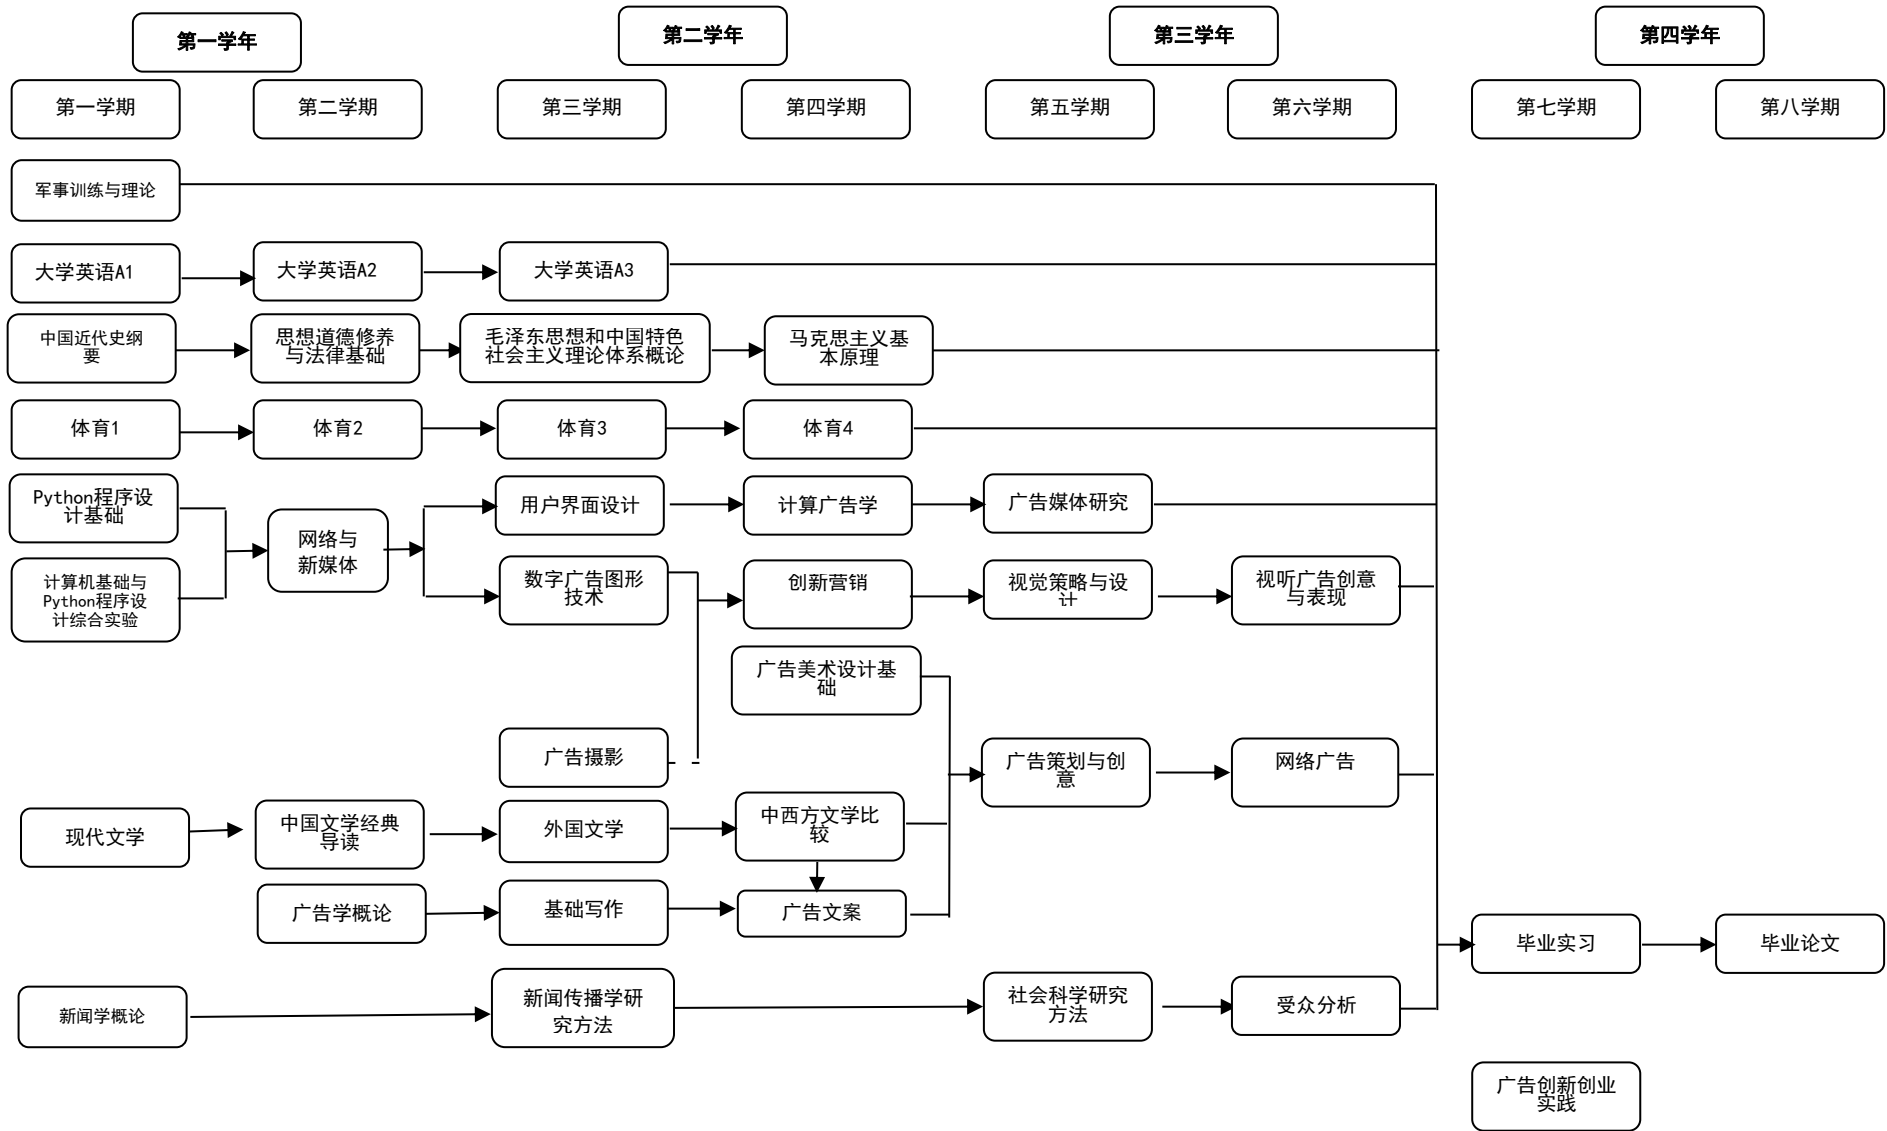 第一学年
第二学年
第三学年
第四学年
第一学期
第二学期
第三学期
第四学期
第五学期
第六学期
第七学期
第八学期
军事训练与理论
大学英语A1
大学英语A2
大学英语A3
中国近代史纲
要
思想道德修养
与法律基础
毛泽东思想和中国特色
社会主义理论体系概论
马克思主义基
本原理
体育1
体育2
体育3
体育4
Python程序设
计基础
计算机基础与
Python程序设
计综合实验
网络与
新媒体
用户界面设计
计算广告学
广告媒体研究
数字广告图形
技术
创新营销
视觉策略与设
计
视听广告创意
与表现
广告美术设计基
础
广告摄影
广告策划与创
意
网络广告
现代文学
中国文学经典
导读
外国文学
中西方文学比
较
广告学概论
基础写作
广告文案
毕业实习
毕业论文
新闻学概论
新闻传播学研
究方法
社会科学研究
方法
受众分析
广告创新创业
实践